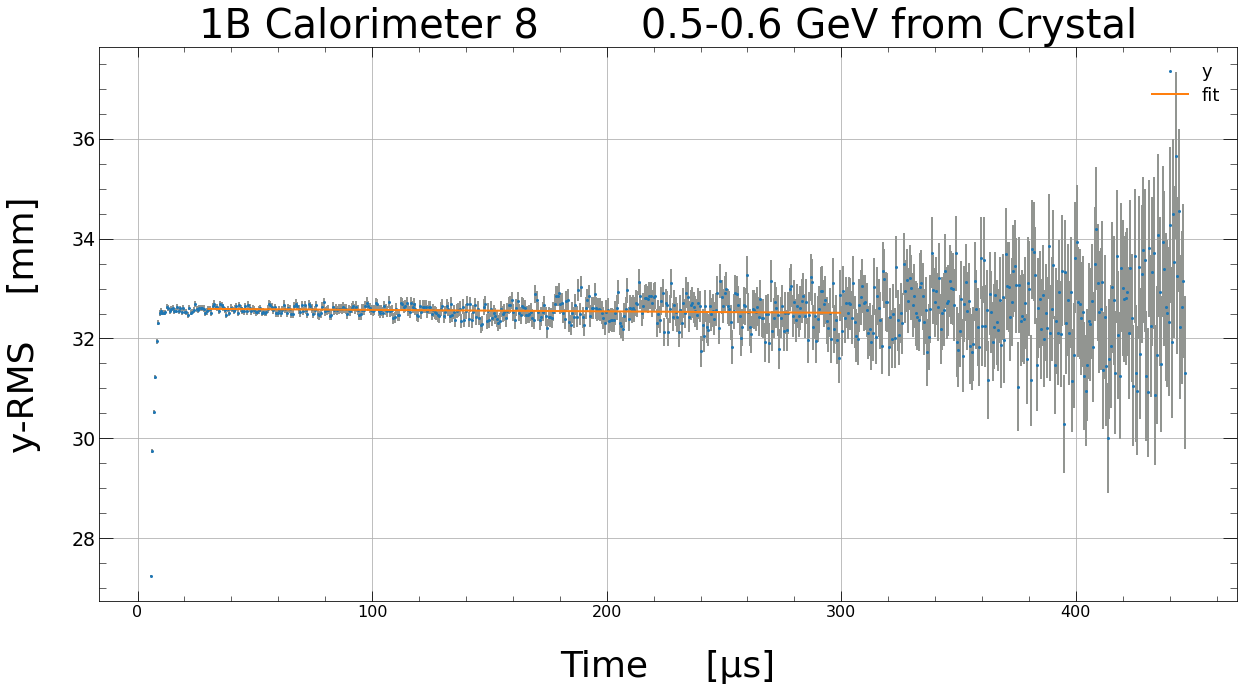 1B Calorimeter 8 0.5-0.6 GeV from Crystal
y
fit
36
34
32
30
28
y-RMS [mm]
0 100 200 300 400
Time [μs]